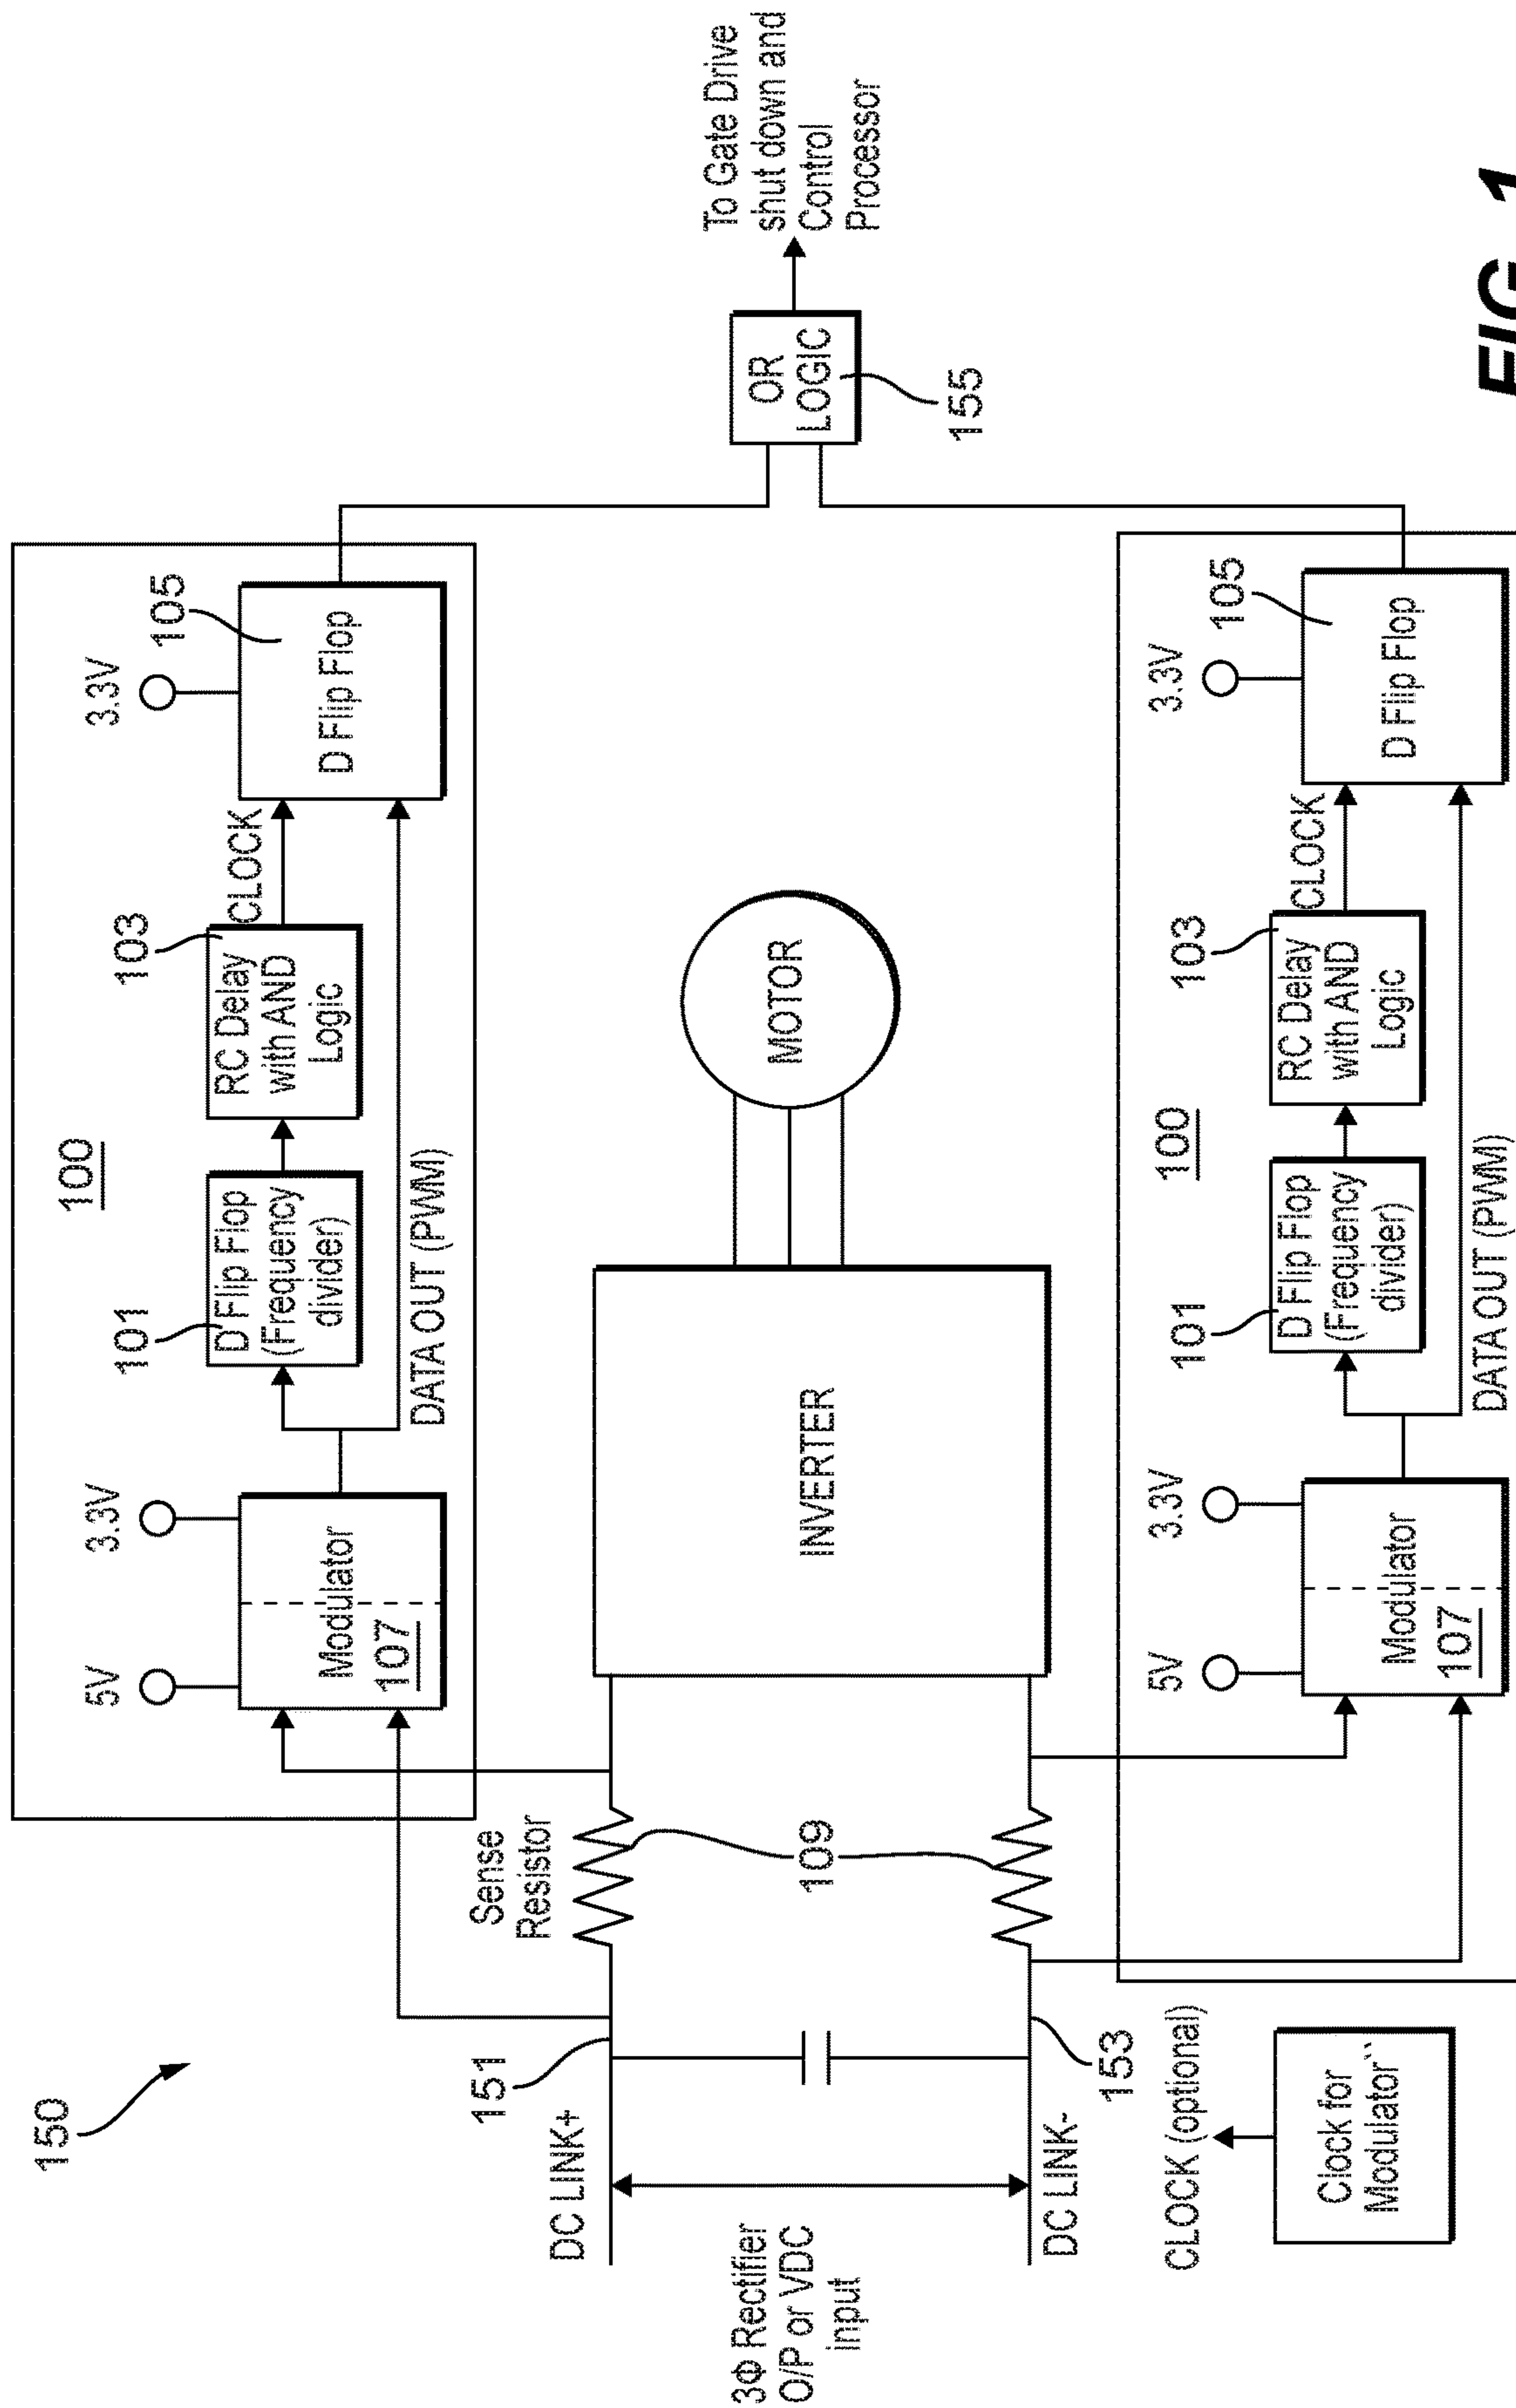 150
100
5V
3.3V
Modulator
107
101
D Flip Flop
(Frequency
divider)
103
RC Delay
with AND
Logic
CLOCK
3.3V
105
D Flip Flop
DATA OUT (PWM)
Sense
Resistor
DC LINK+
151
3Φ Rectifier
O/P or VDC
input
109
INVERTER
MOTOR
OR
LOGIC
155
To Gate Drive
shut down and
Control
Processor
DC LINK-
153
CLOCK (optional)
Clock for
Modulator``
100
5V
3.3V
Modulator
107
101
D Flip Flop
(Frequency
divider)
103
RC Delay
with AND
Logic
CLOCK
3.3V
105
D Flip Flop
DATA OUT (PWM)
FIG. 1